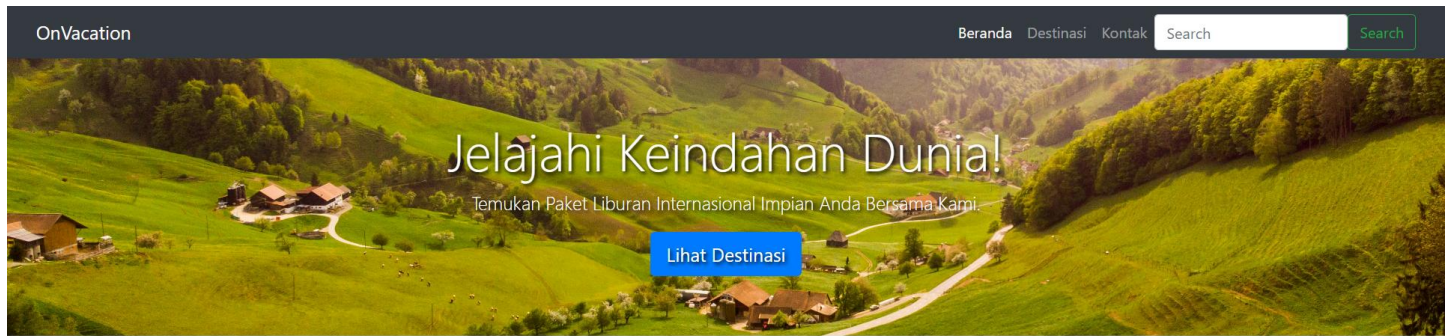 OnVacation
Beranda Destinasi Kontak Search Search
Jelajahi Keindahan Dunia!
Temukan Paket Liburan Internasional Impian Anda Bersama Kami.
Lihat Destinasi